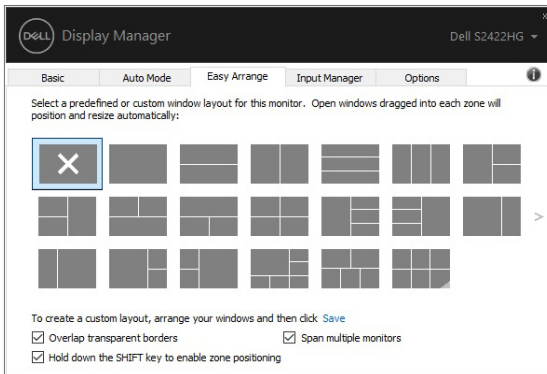 DELL Display Manager
Dell S2422HG
Basic
Auto Mode
Easy Arrange
Input Manager
Options
Select a predefined or custom window layout for this monitor. Open windows dragged into each zone will
position and resize automatically:
To create a custom layout, arrange your windows and then click Save
Overlap transparent borders
Span multiple monitors
Hold down the SHIFT key to enable zone positioning